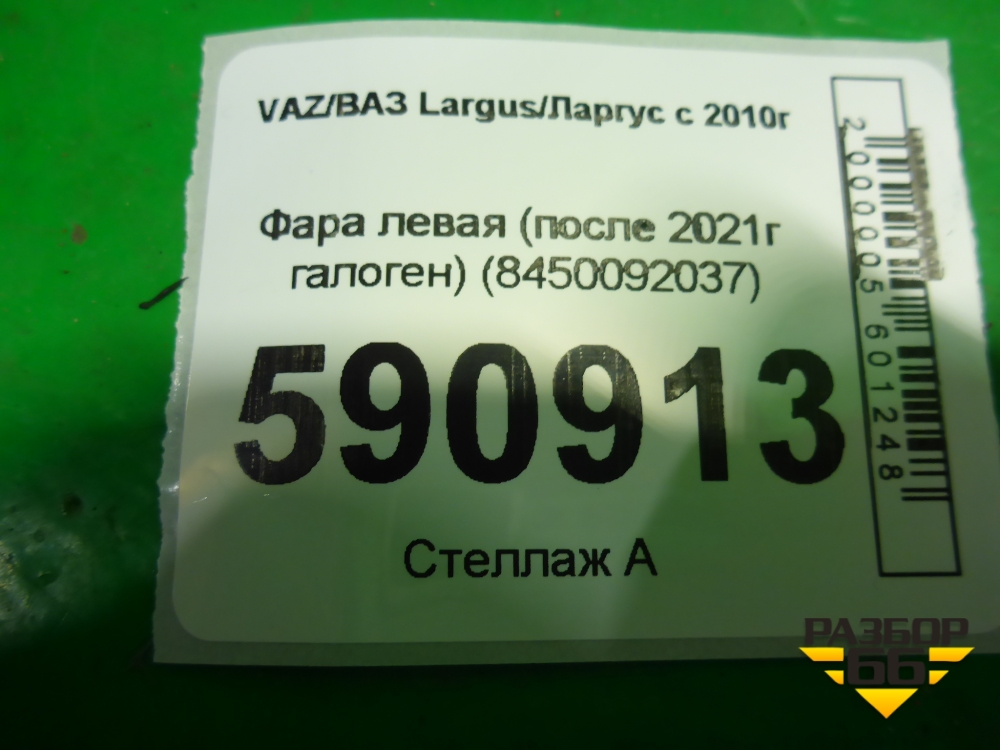 VAZ/ВАЗ Largus/Ларгус с 2010г
Фара левая (после 2021г
галоген) (8450092037)
590913
Стеллаж А
2000005601248
РАЗБОР
66